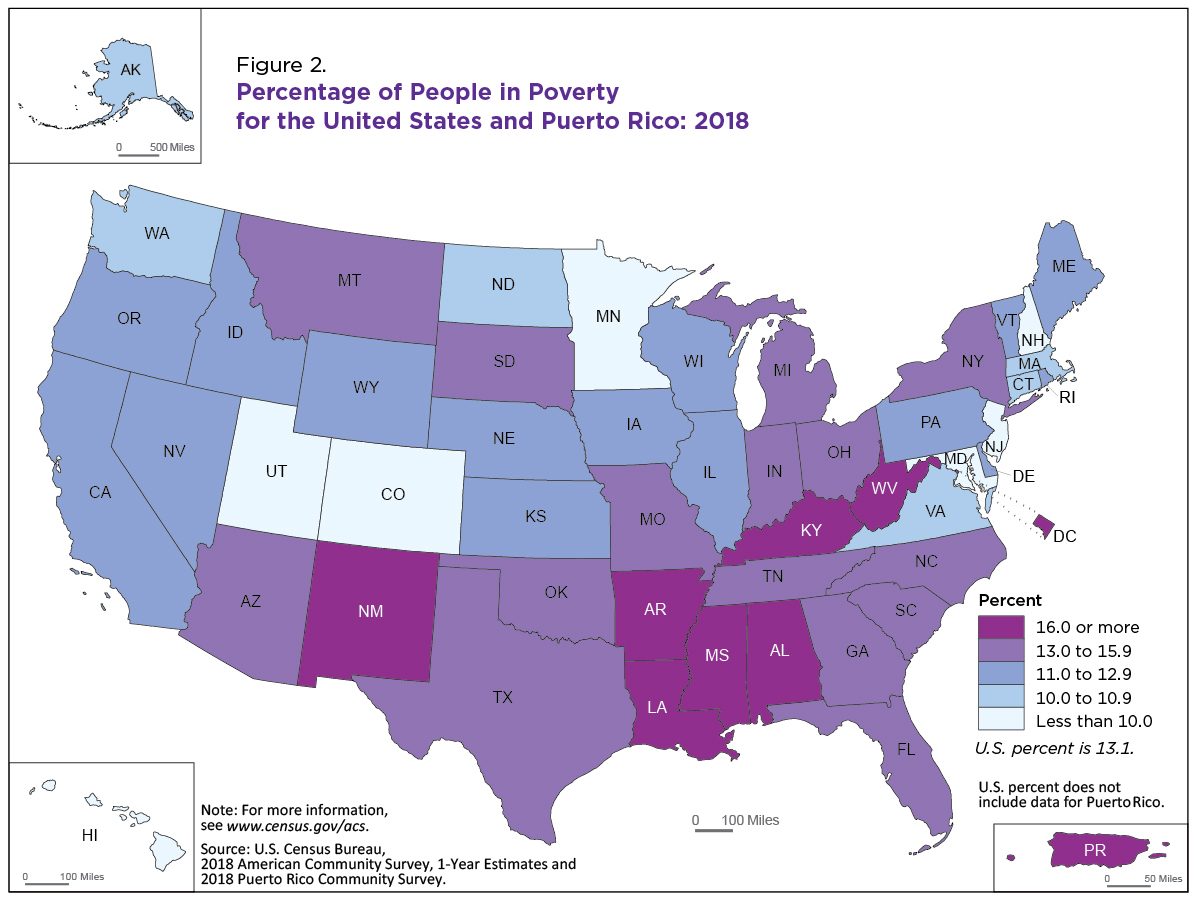 AK
0 500 Miles
Figure 2.
Percentage of People in Poverty
for the United States and Puerto Rico: 2018
WA
MT
ND
MN
ME
OR
ID
SD
WI
MI
NY
VT
NH
MA
CT
RI
WY
NE
IA
PA
NJ
NV
UT
CO
IL
IN
OH
MD
DE
CA
KS
MO
WV
VA
KY
DC
AZ
NM
OK
AR
TN
NC
SC
MS
AL
GA
TX
LA
FL
Percent
16.0 or more
13.0 to 15.9
11.0 to 12.9
10.0 to 10.9
Less than 10.0
U.S. percent is 13.1.
U.S. percent does not
include data for Puerto Rico.
HI
0 100 Miles
Note: For more information,
see www.census.gov/acs.
Source: U.S. Census Bureau,
2018 American Community Survey, 1-Year Estimates and
2018 Puerto Rico Community Survey.
0 100 Miles
PR
0 50 Miles